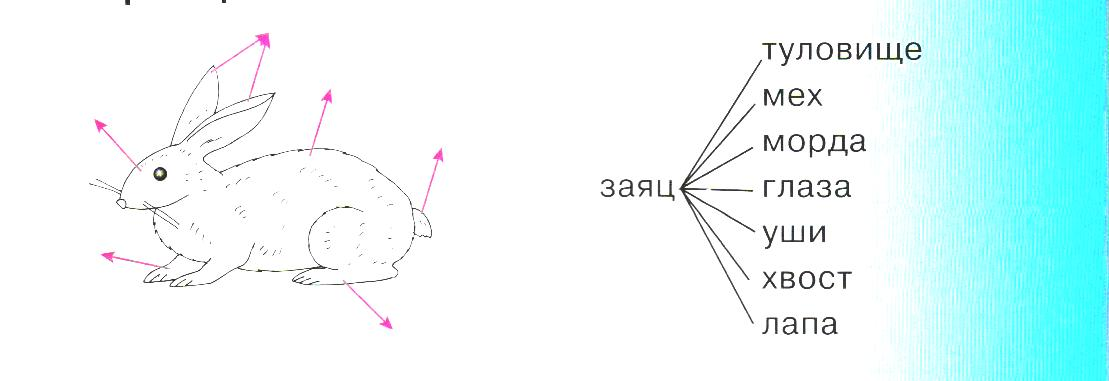 туловище
мех
морда
заяц глаза
уши
хвост
лапа